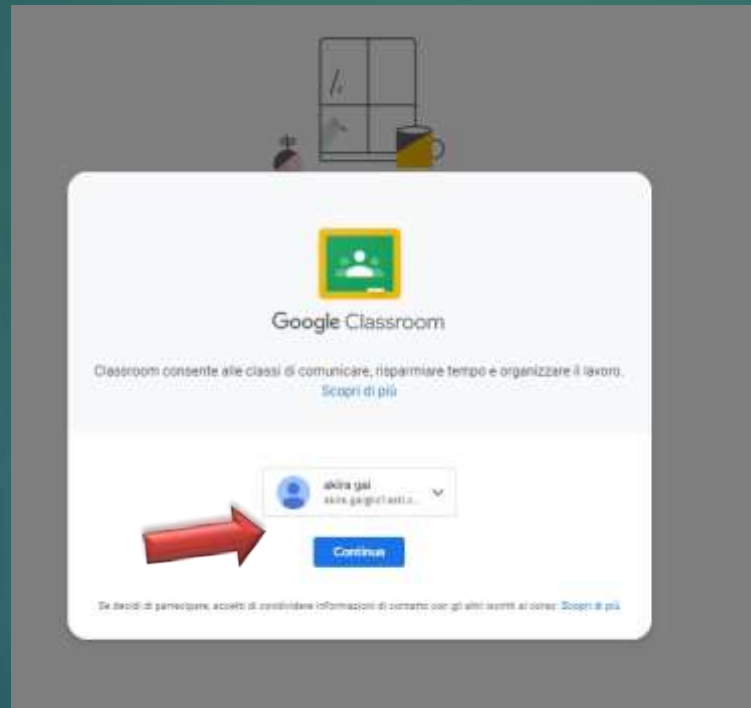 Google Classroom
Classroom consente alle classi di comunicare, risparmiare tempo e organizzare il lavoro.
Scopri di più
akira gai
Continua
Se decidi di partecipare, accetti di condividere informazioni di contatto con gli altri iscritti al corso. Scopri di più